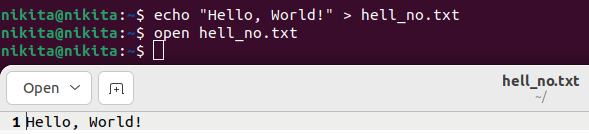 nikita@nikita:~$ echo "Hello, World!" > hell_no.txt
nikita@nikita:~$ open hell_no.txt
nikita@nikita:~$
Open
hell_no.txt
~/
1 Hello, World!